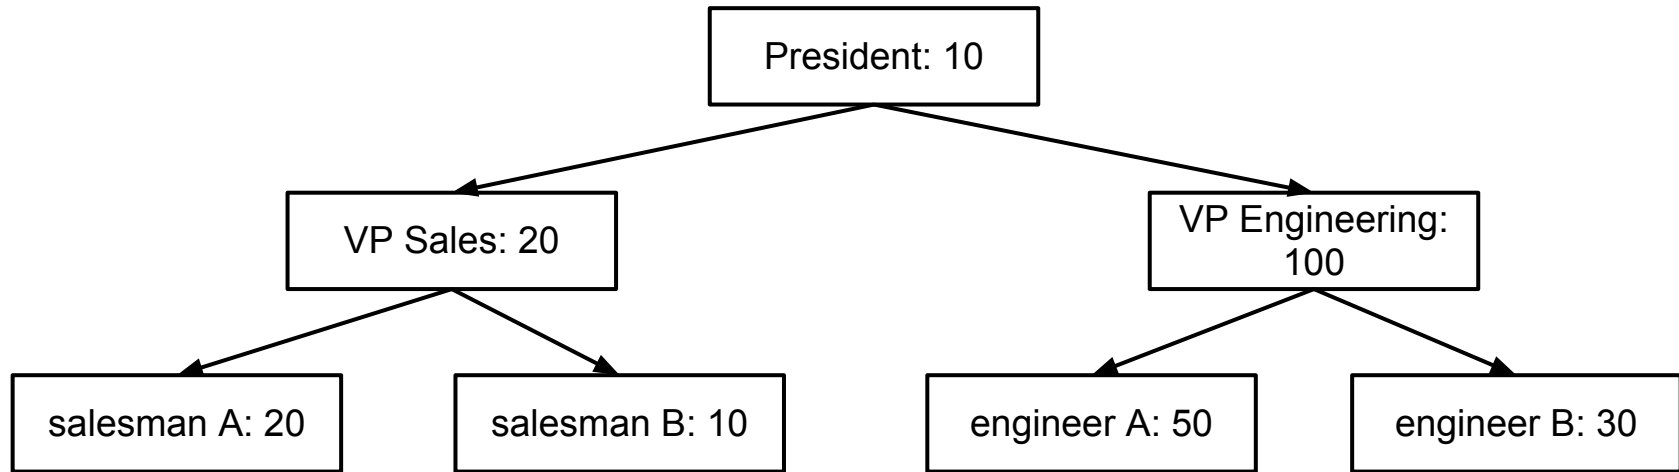 President: 10
VP Sales: 20
VP Engineering:
100
salesman A: 20
salesman B: 10
engineer A: 50
engineer B: 30